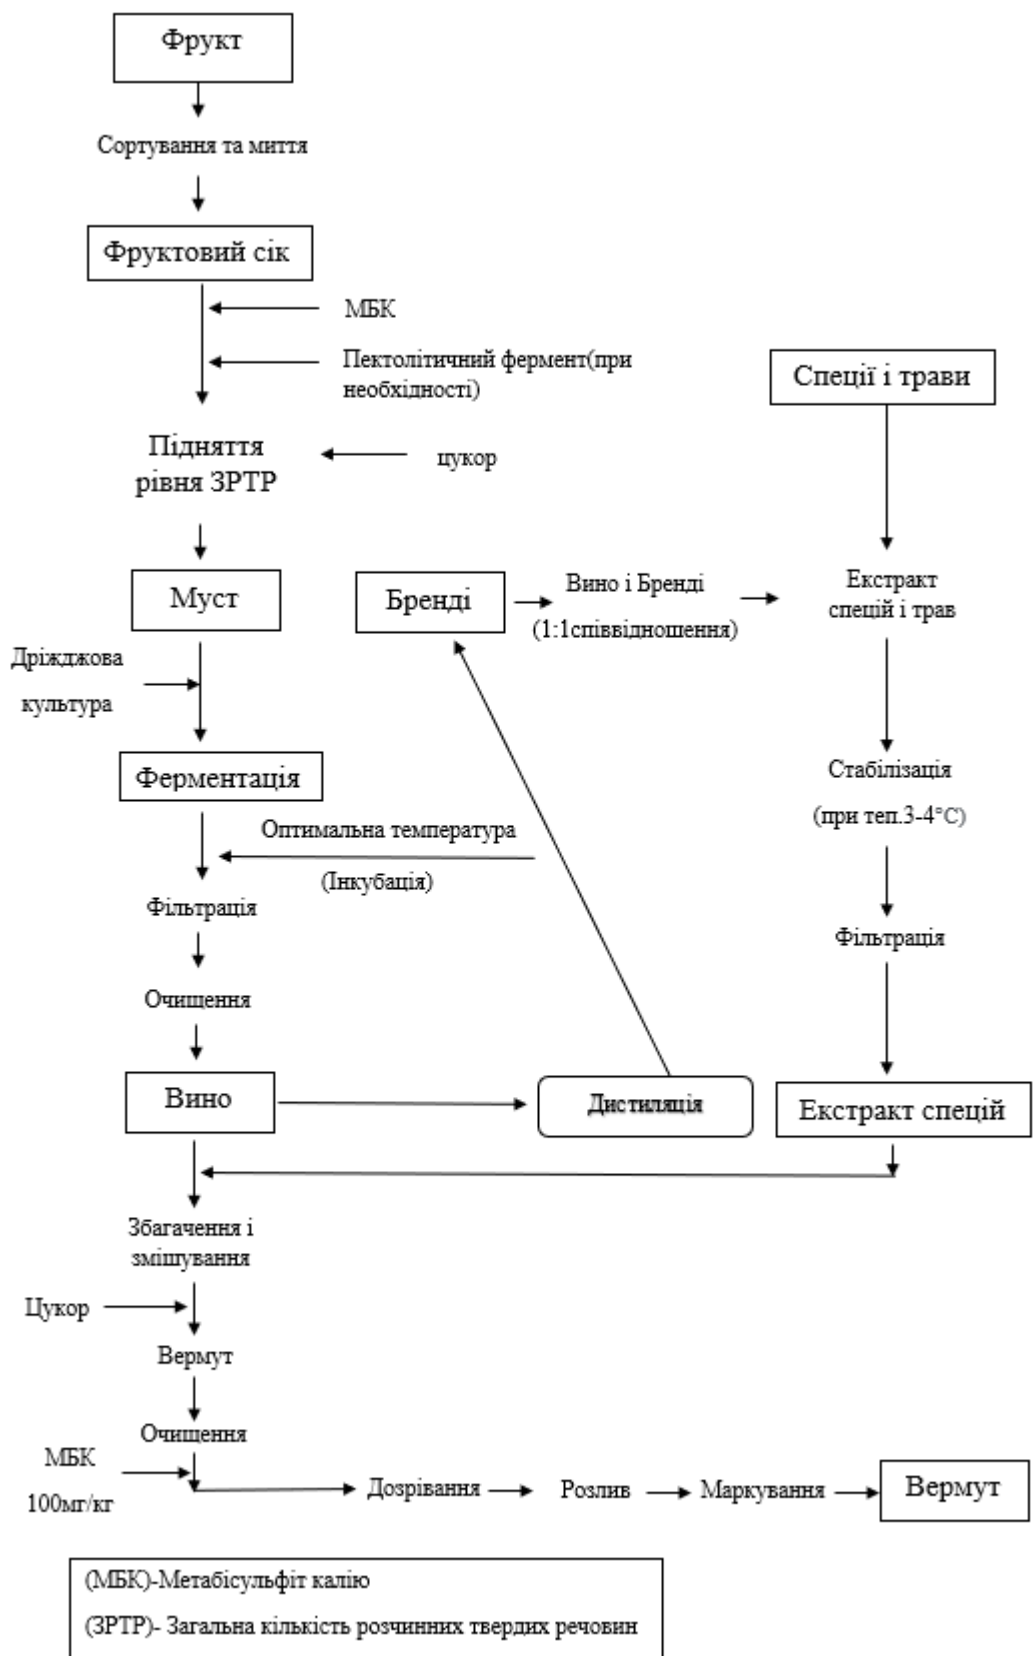 Фрукт
Сортування та миття
Фруктовий сік
МБК
Пектолітичний фермент(при
необхідності)
Спеції і трави
Підняття
рівня ЗРТР
цукор
Муст
Бренді
Вино і Бренді
(1:1співвідношення)
Екстракт
спецій і трав
Дріжджова
культура
Ферментація
Стабілізація
(при теп.3-4°C)
Оптимальна температура
(Інкубація)
Фільтрація
Фільтрація
Очищення
Вино
Дистиляція
Екстракт спецій
Збагачення і
змішування
Цукор
Вермут
Очищення
МБК
100мг/кг
Дозрівання
Розлив
Маркування
Вермут
(МБК)-Метабісульфіт калію
(ЗРТР)- Загальна кількість розчинних твердих речовин